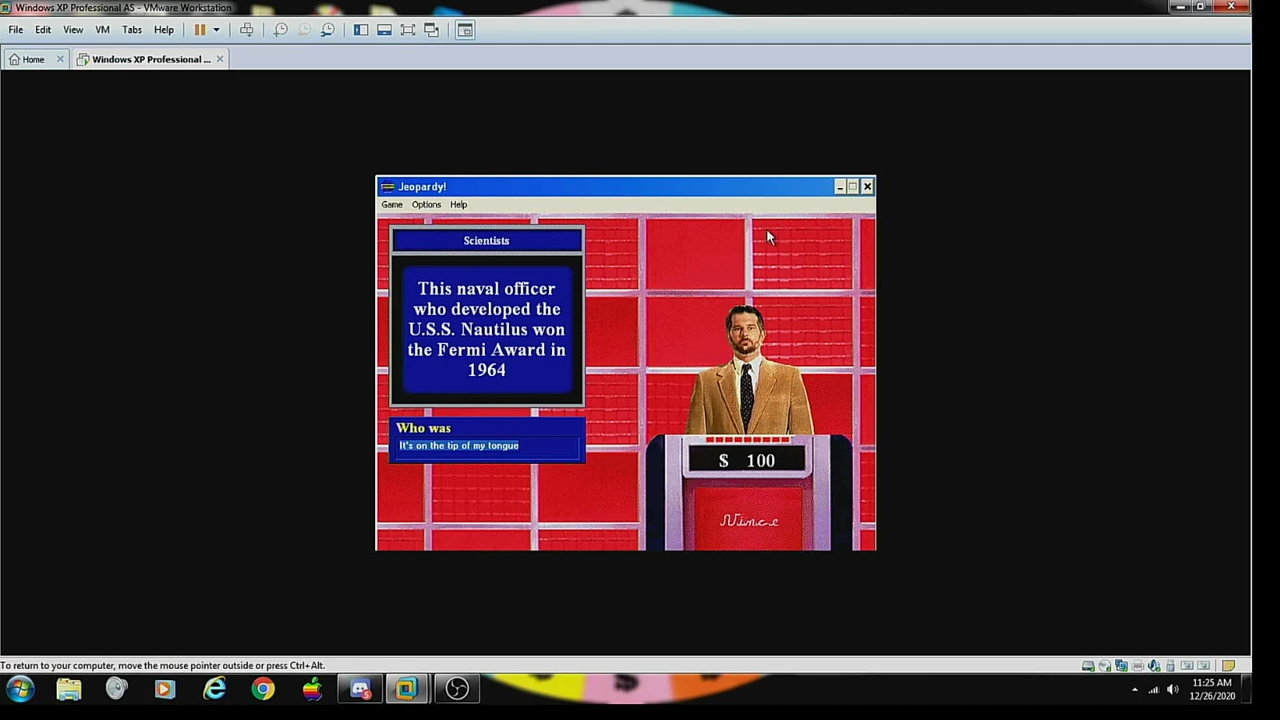 Windows XP Professional AS - VMware Workstation
File Edit View VM Tabs Help
Home Windows XP Professional ...
Jeopardy!
Game Options Help
Scientists
This naval officer
who developed the
U.S.S. Nautilus won
the Fermi Award in
1964
Who was
It's on the tip of my tongue
$ 100
Vince
To return to your computer, move the mouse pointer outside or press Ctrl+Alt.
5
11:25 AM
12/26/2020